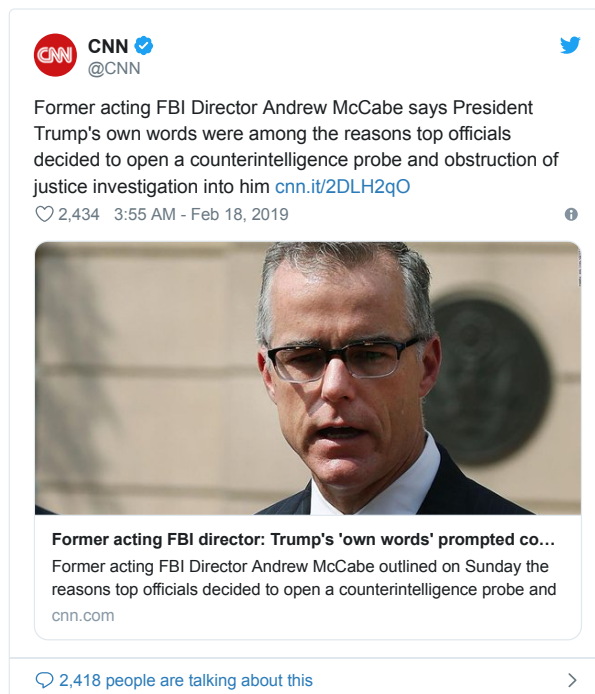 CNN
CNN
@CNN
Former acting FBI Director Andrew McCabe says President
Trump's own words were among the reasons top officials
decided to open a counterintelligence probe and obstruction of
justice investigation into him cnn.it/2DLH2qO
2,434 3:55 AM - Feb 18, 2019
Former acting FBI director: Trump's 'own words' prompted co...
Former acting FBI Director Andrew McCabe outlined on Sunday the
reasons top officials decided to open a counterintelligence probe and
cnn.com
2,418 people are talking about this